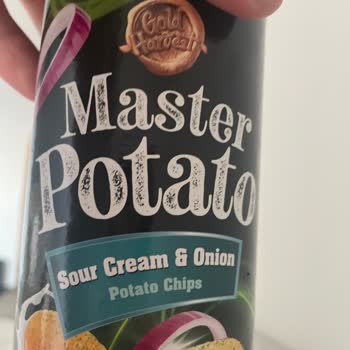 Gold
Harvest
Master
Potato
Sour Cream & Onion
Potato Chips